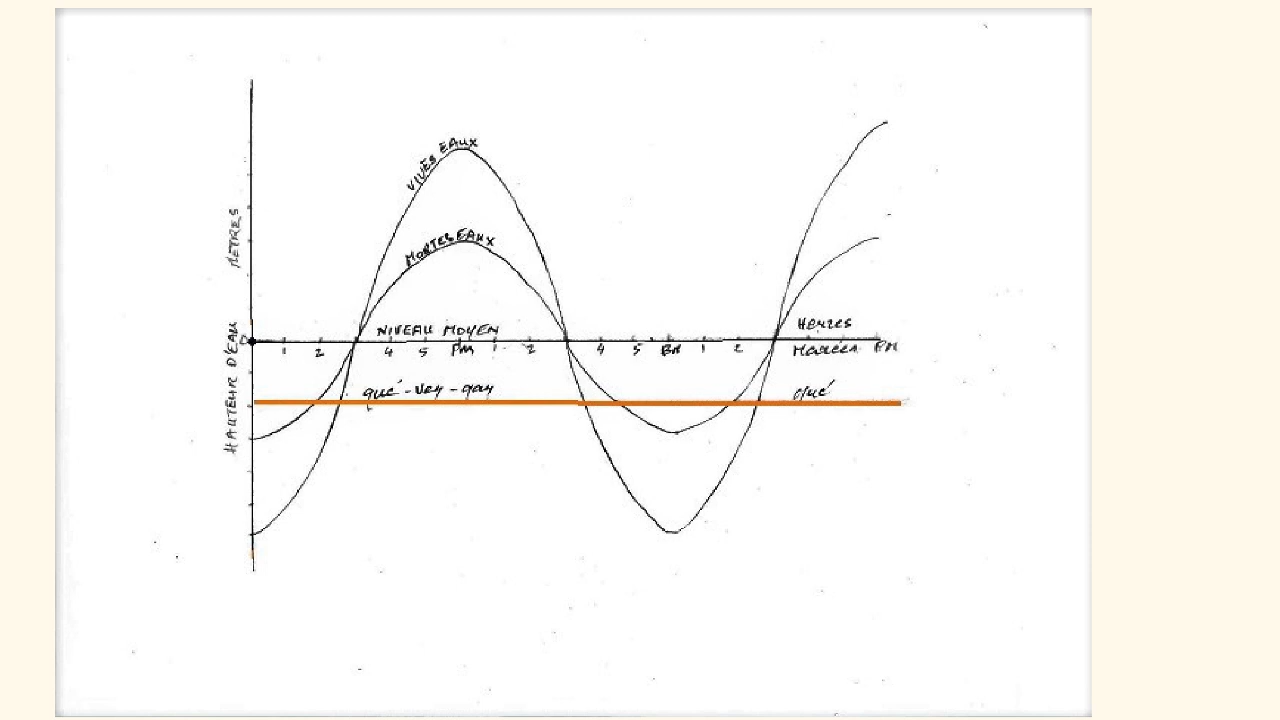 VIVES EAUX
MORTES EAUX
HAUTEUR D'EAU METRES
NIVEAU MOYEN
HEURES
0 1 2 4 5 PM 1 2 4 5 BM 1 2 PM
gué